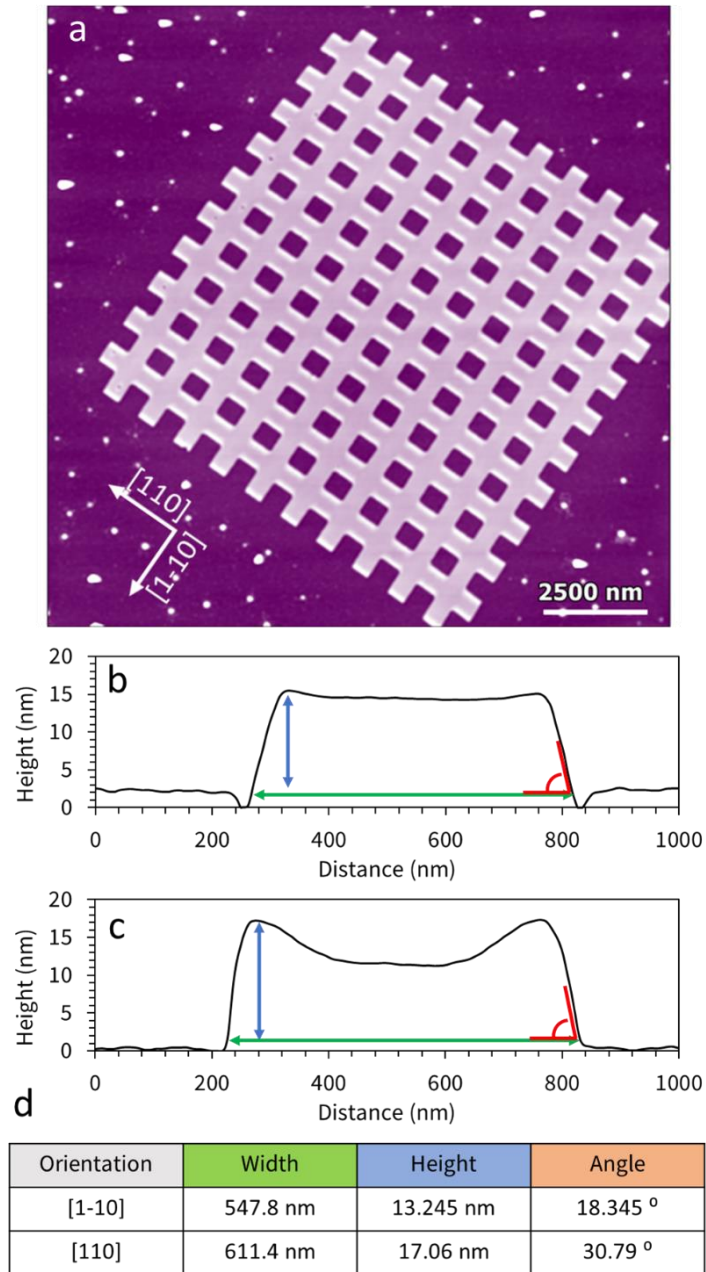 a
[110]
[1-10]
2500 nm
b
Height (nm)
20
15
10
5
0
0 200 400 600 800 1000
Distance (nm)
c
Height (nm)
20
15
10
5
0
0 200 400 600 800 1000
Distance (nm)
d
Orientation Width Height Angle
[1-10] 547.8 nm 13.245 nm 18.345 º
[110] 611.4 nm 17.06 nm 30.79 º